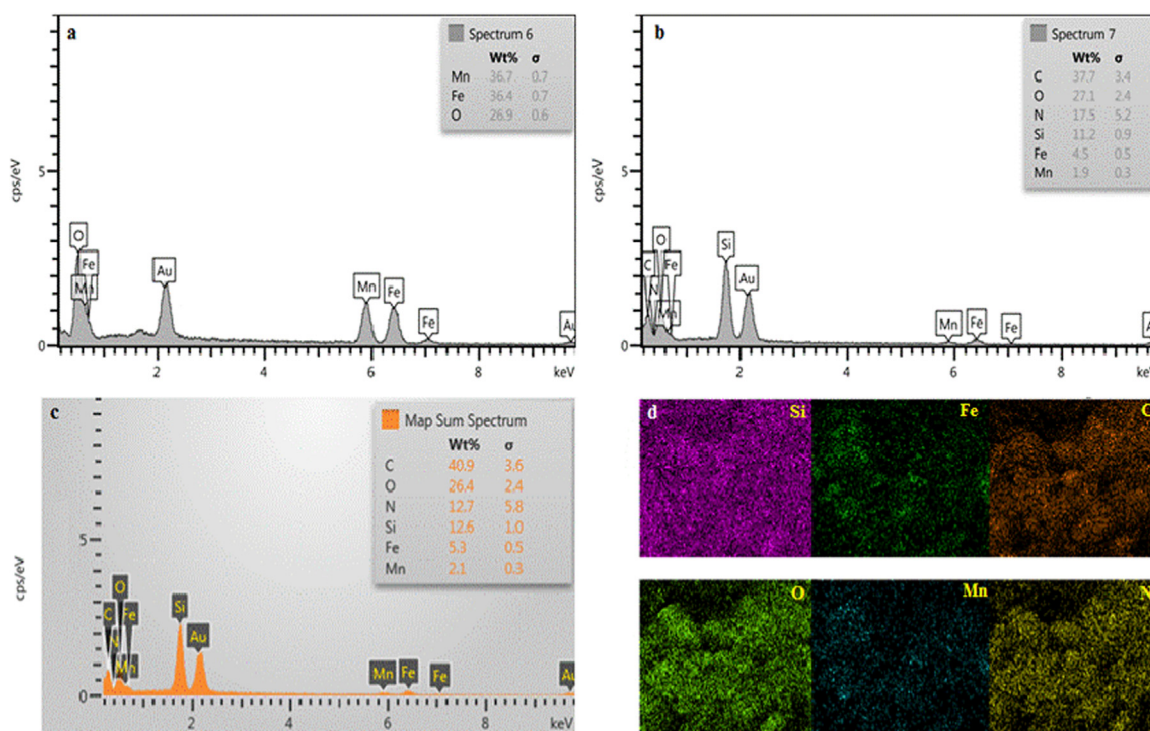 a
Spectrum 6
Wt% σ
Mn 36.7 0.7
Fe 36.4 0.7
O 26.9 0.6
cps/eV
5
0
O
Fe
Mn
Au
Mn
Fe
Fe
Au
2 4 6 8 keV
b
Spectrum 7
Wt% σ
C 37.7 3.4
O 27.1 2.4
N 17.5 5.2
Si 11.2 0.9
Fe 4.5 0.5
Mn 1.9 0.3
cps/eV
5
0
O
C
Fe
N
Mn
Si
Au
Mn
Fe
Fe
2 4 6 8 keV
c
Map Sum Spectrum
Wt% σ
C 40.9 3.6
O 26.4 2.4
N 12.7 5.8
Si 12.6 1.0
Fe 5.3 0.5
Mn 2.1 0.3
cps/eV
5
0
O
C
Fe
N
Mn
Si
Au
Mn
Fe
Fe
Au
2 4 6 8 keV
d
Si Fe C
O Mn N